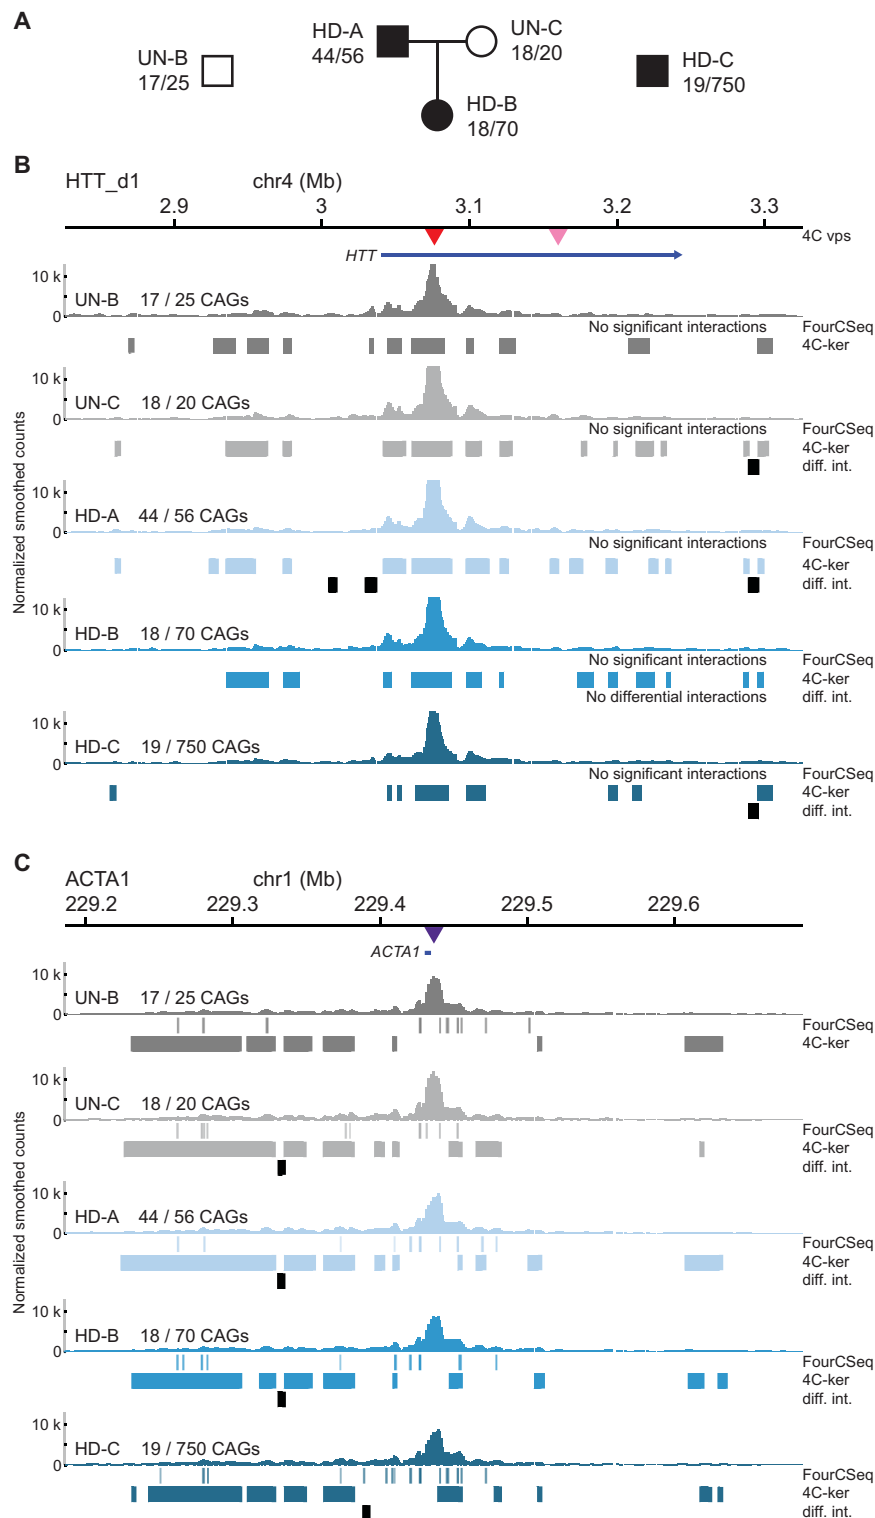 A
HD-A
44/56
UN-C
18/20
UN-B
17/25
HD-C
19/750
HD-B
18/70
B
HTT_d1
chr4 (Mb)
2.9 3 3.1 3.2 3.3
4C vps
HTT
Normalized smoothed counts
10 k
0
UN-B 17 / 25 CAGs
No significant interactions FourCSeq
4C-ker
10 k
0
UN-C 18 / 20 CAGs
No significant interactions FourCSeq
4C-ker
diff. int.
10 k
0
HD-A 44 / 56 CAGs
No significant interactions FourCSeq
4C-ker
diff. int.
10 k
0
HD-B 18 / 70 CAGs
No significant interactions FourCSeq
4C-ker
No differential interactions diff. int.
10 k
0
HD-C 19 / 750 CAGs
No significant interactions FourCSeq
4C-ker
diff. int.
C
ACTA1
chr1 (Mb)
229.2 229.3 229.4 229.5 229.6
ACTA1
Normalized smoothed counts
10 k
0
UN-B 17 / 25 CAGs
FourCSeq
4C-ker
10 k
0
UN-C 18 / 20 CAGs
FourCSeq
4C-ker
diff. int.
10 k
0
HD-A 44 / 56 CAGs
FourCSeq
4C-ker
diff. int.
10 k
0
HD-B 18 / 70 CAGs
FourCSeq
4C-ker
diff. int.
10 k
0
HD-C 19 / 750 CAGs
FourCSeq
4C-ker
diff. int.